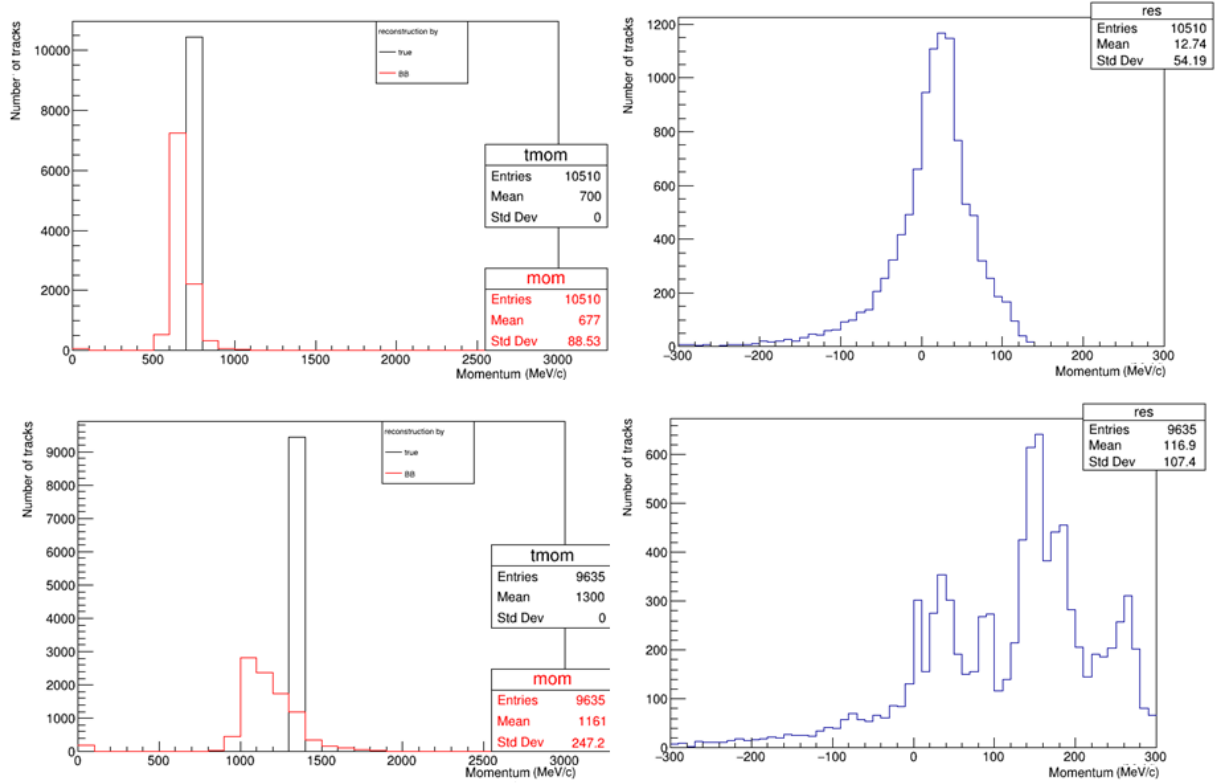 Number of tracks
10000
8000
6000
4000
2000
0
0 500 1000 1500 2000 2500 3000
Momentum (MeV/c)
reconstruction by
true
BB
tmom
Entries 10510
Mean 700
Std Dev 0
mom
Entries 10510
Mean 677
Std Dev 88.53
Number of tracks
1200
1000
800
600
400
200
0
−300 −200 −100 0 100 200 300
Momentum (MeV/c)
res
Entries 10510
Mean 12.74
Std Dev 54.19
Number of tracks
9000
8000
7000
6000
5000
4000
3000
2000
1000
0
0 500 1000 1500 2000 2500 3000
Momentum (MeV/c)
reconstruction by
true
BB
tmom
Entries 9635
Mean 1300
Std Dev 0
mom
Entries 9635
Mean 1161
Std Dev 247.2
Number of tracks
600
500
400
300
200
100
0
−300 −200 −100 0 100 200 300
Momentum (MeV/c)
res
Entries 9635
Mean 116.9
Std Dev 107.4